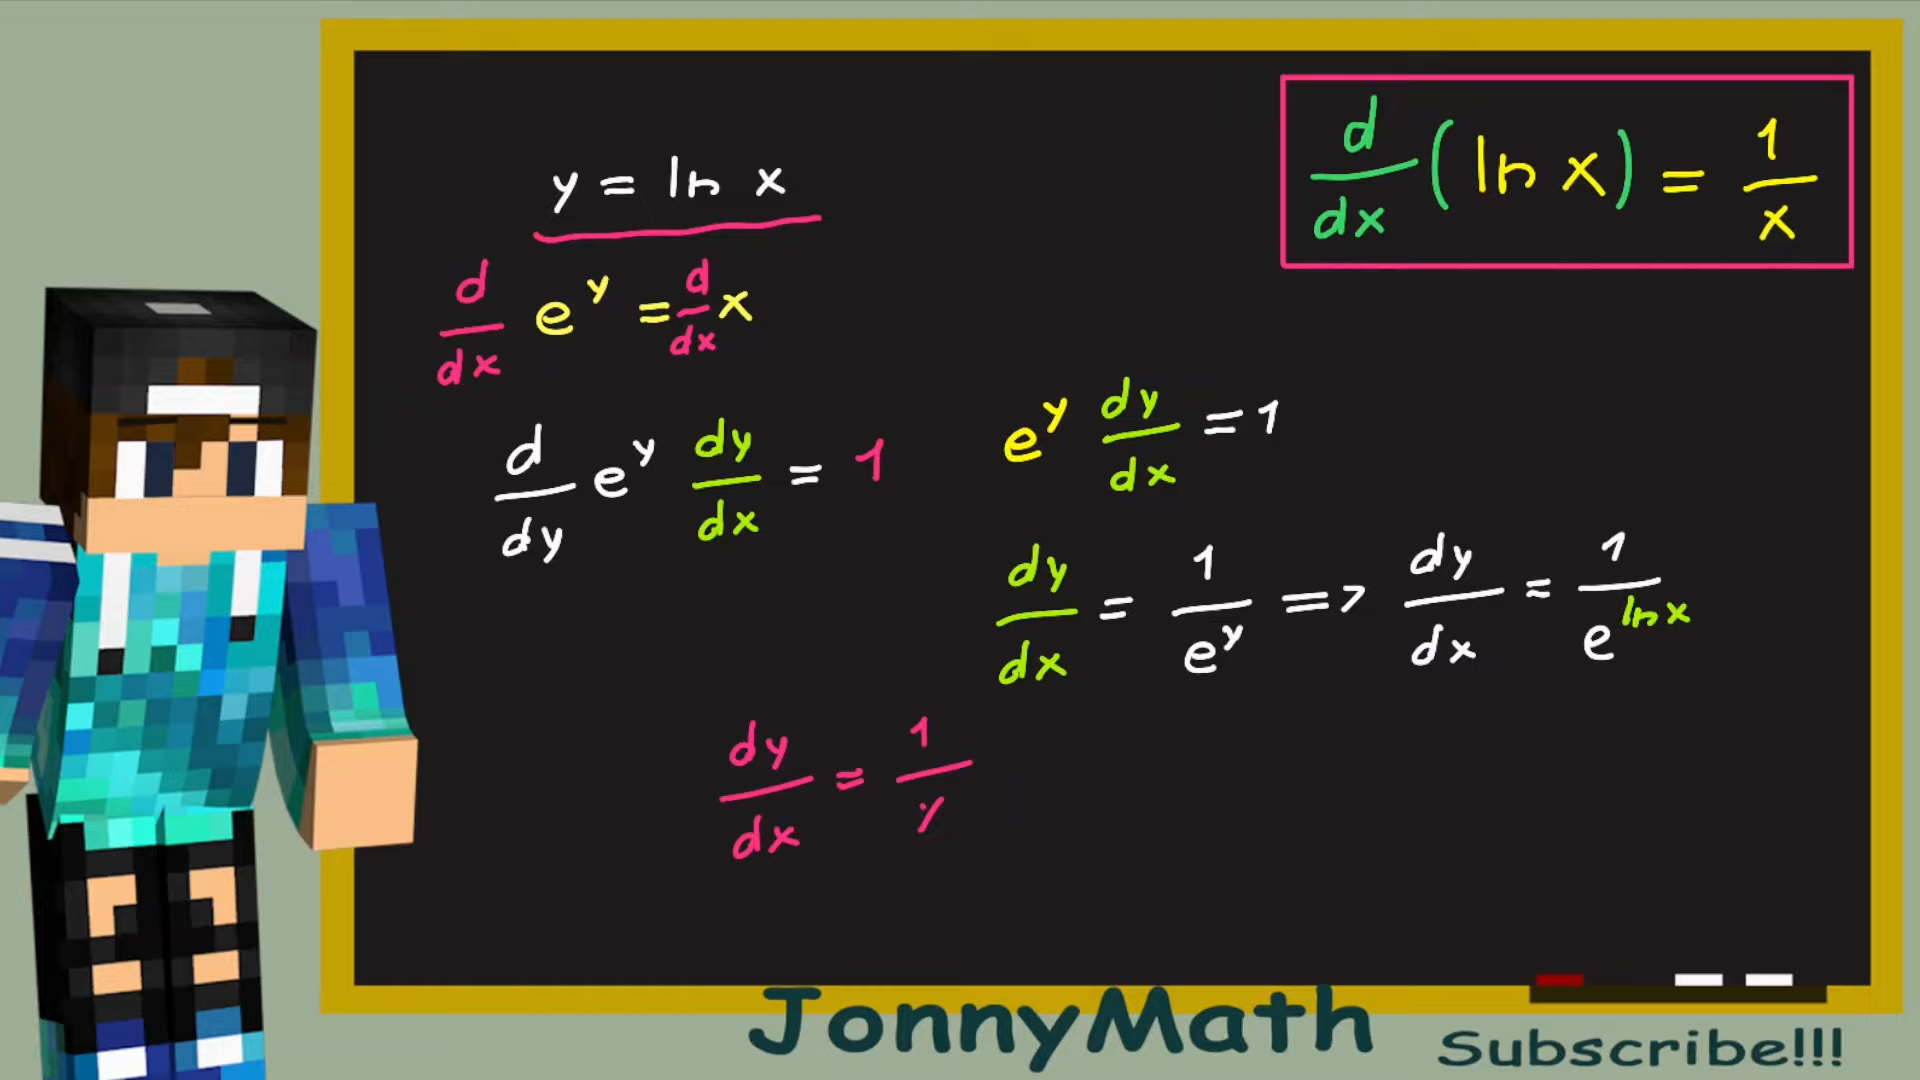 d/dx (ln x) = 1/x
y = ln x
d/dx e^y = d/dx x
d/dy e^y dy/dx = 1
e^y dy/dx = 1
dy/dx = 1/e^y => dy/dx = 1/e^ln x
dy/dx = 1/
JonnyMath
Subscribe!!!